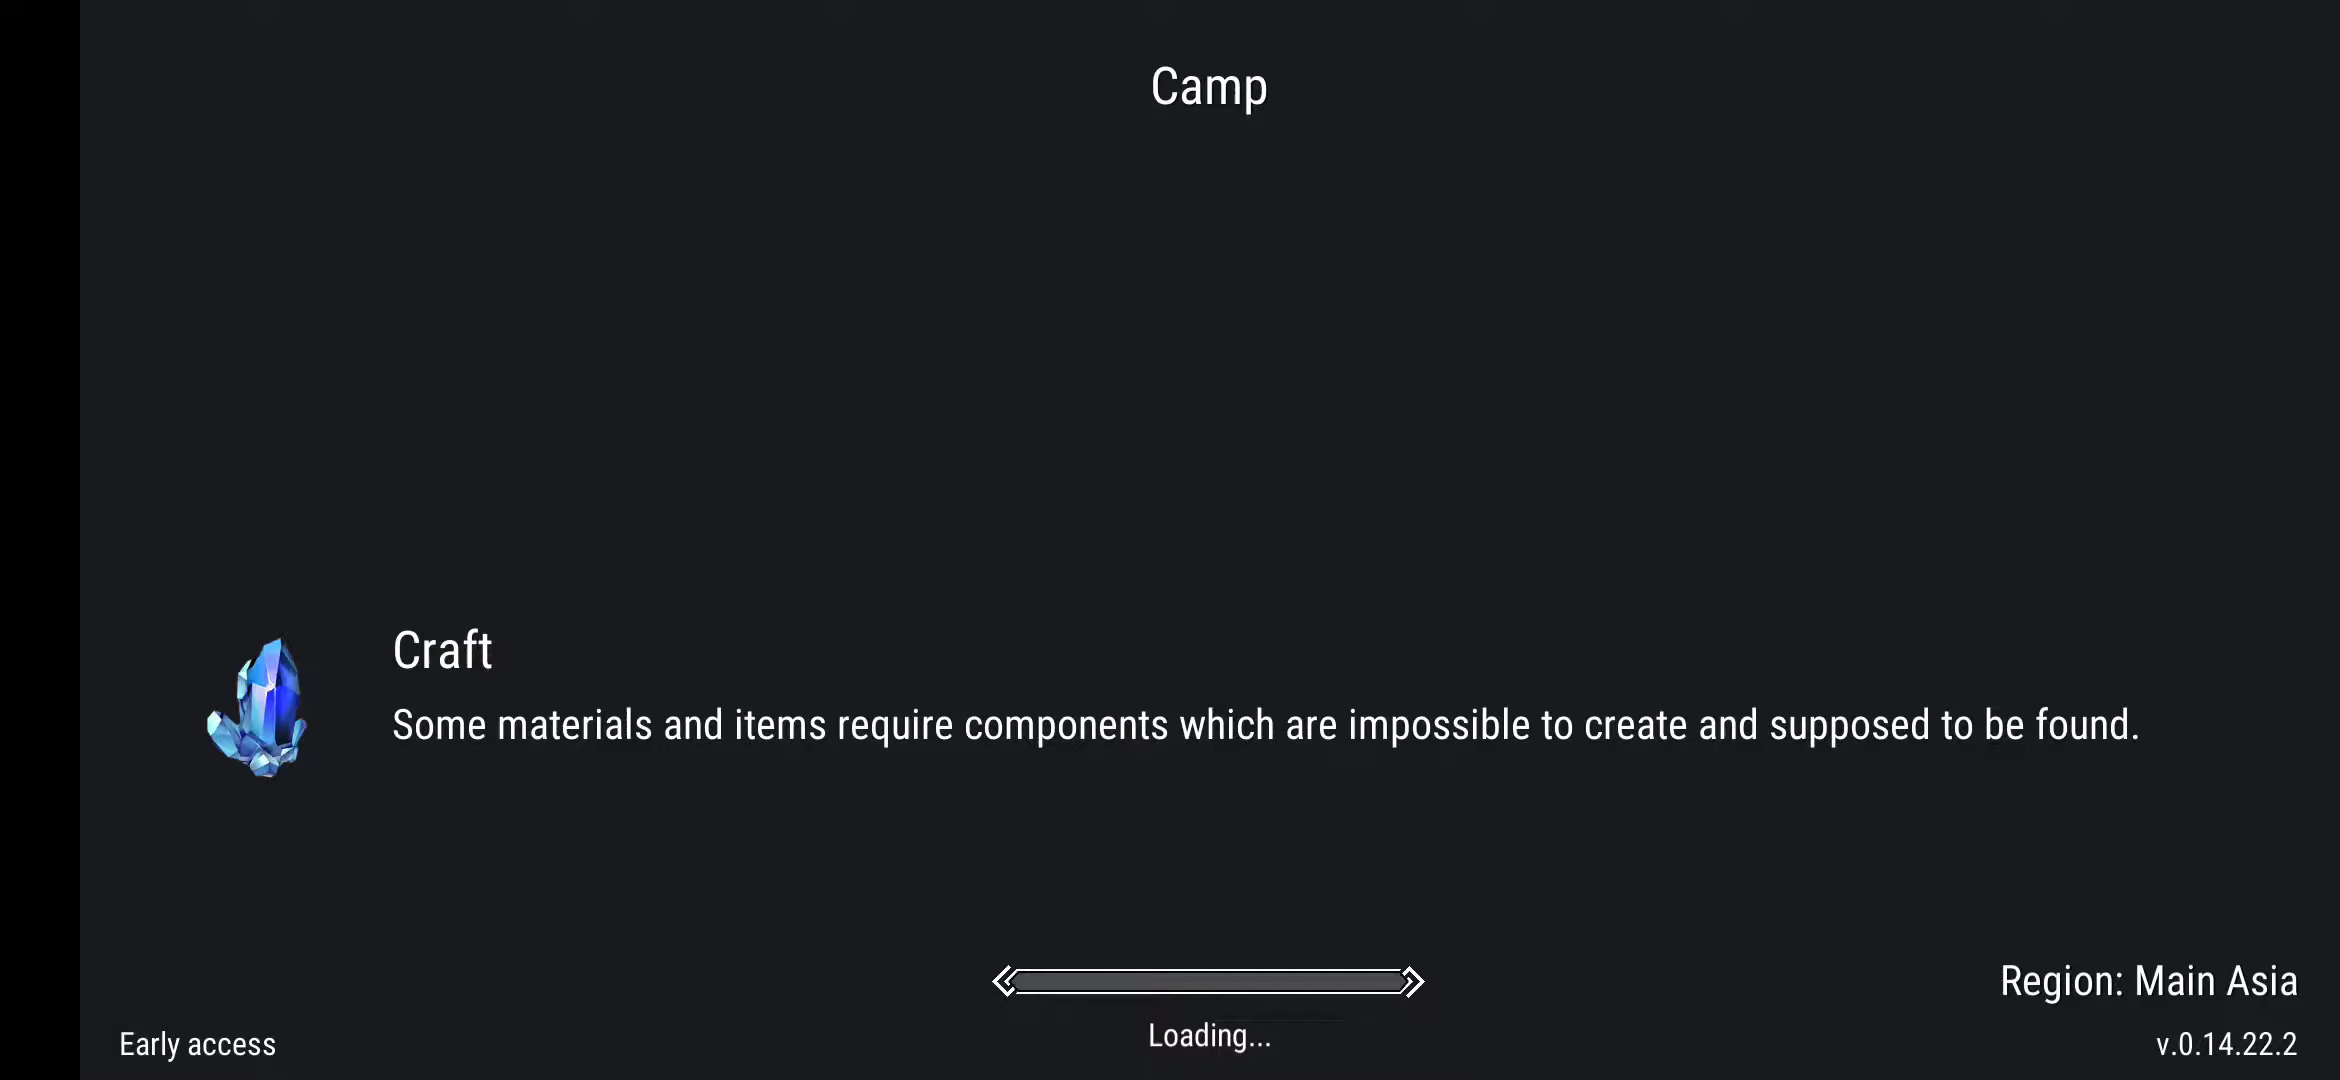 Camp
Craft
Some materials and items require components which are impossible to create and supposed to be found.
Region: Main Asia
Loading...
Early access
v.0.14.22.2